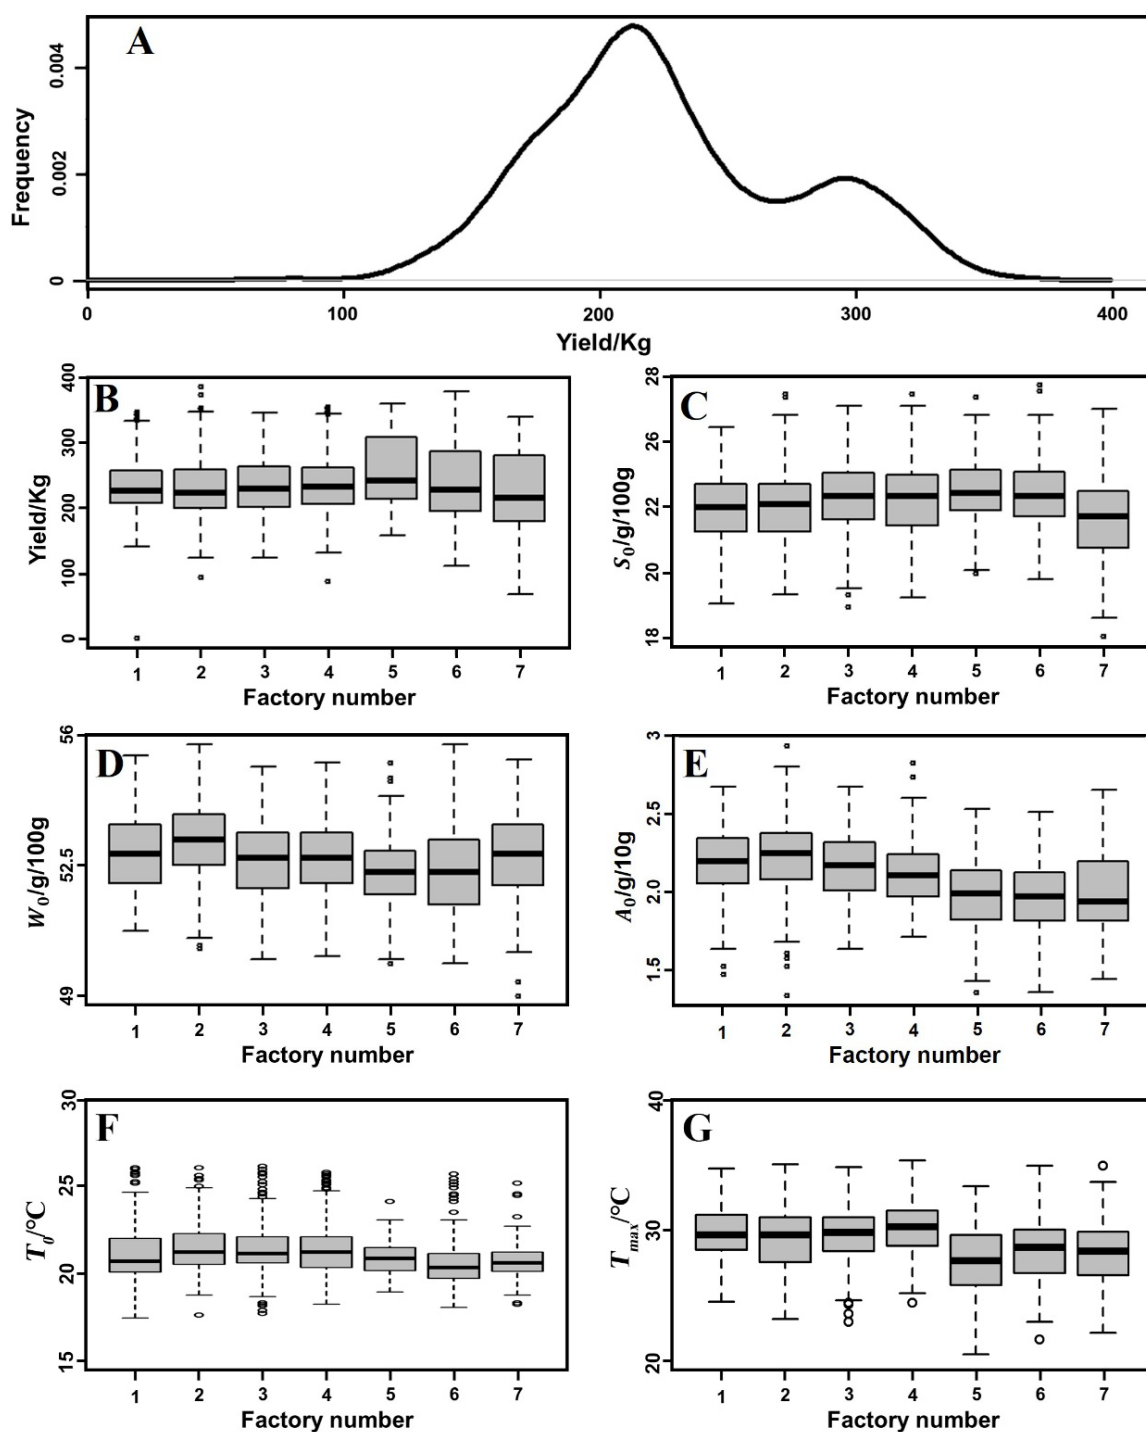 A
Frequency
0.004
0.002
0
0 100 200 300 400
Yield/Kg
B
Yield/Kg
400
300
200
100
0
1 2 3 4 5 6 7
Factory number
C
S0/g/100g
28
26
22
20
18
1 2 3 4 5 6 7
Factory number
D
W0/g/100g
56
52.5
49
1 2 3 4 5 6 7
Factory number
E
A0/g/10g
3
2.5
2.0
1.5
1 2 3 4 5 6 7
Factory number
F
T0/°C
30
25
20
15
1 2 3 4 5 6 7
Factory number
G
Tmax/°C
40
30
20
1 2 3 4 5 6 7
Factory number